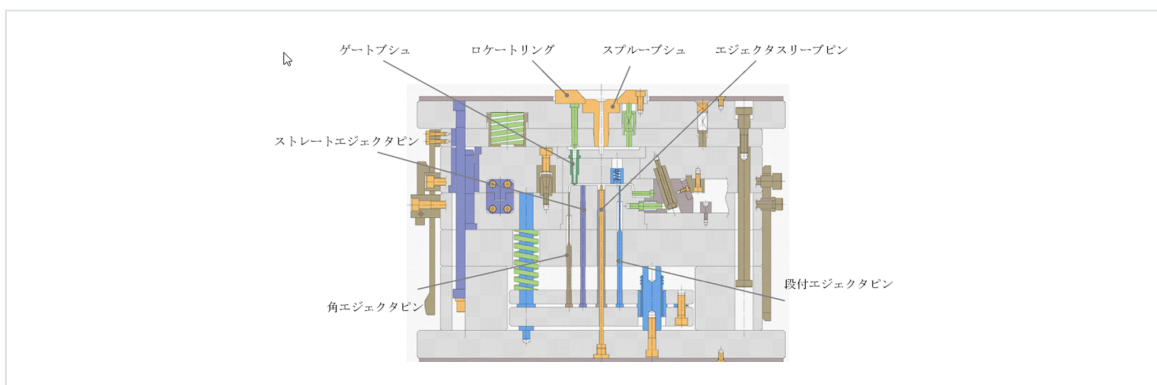 ゲートブシュ
ロケートリング
スプルーブシュ
エジェクタスリーブピン
ストレートエジェクタピン
段付エジェクタピン
角エジェクタピン